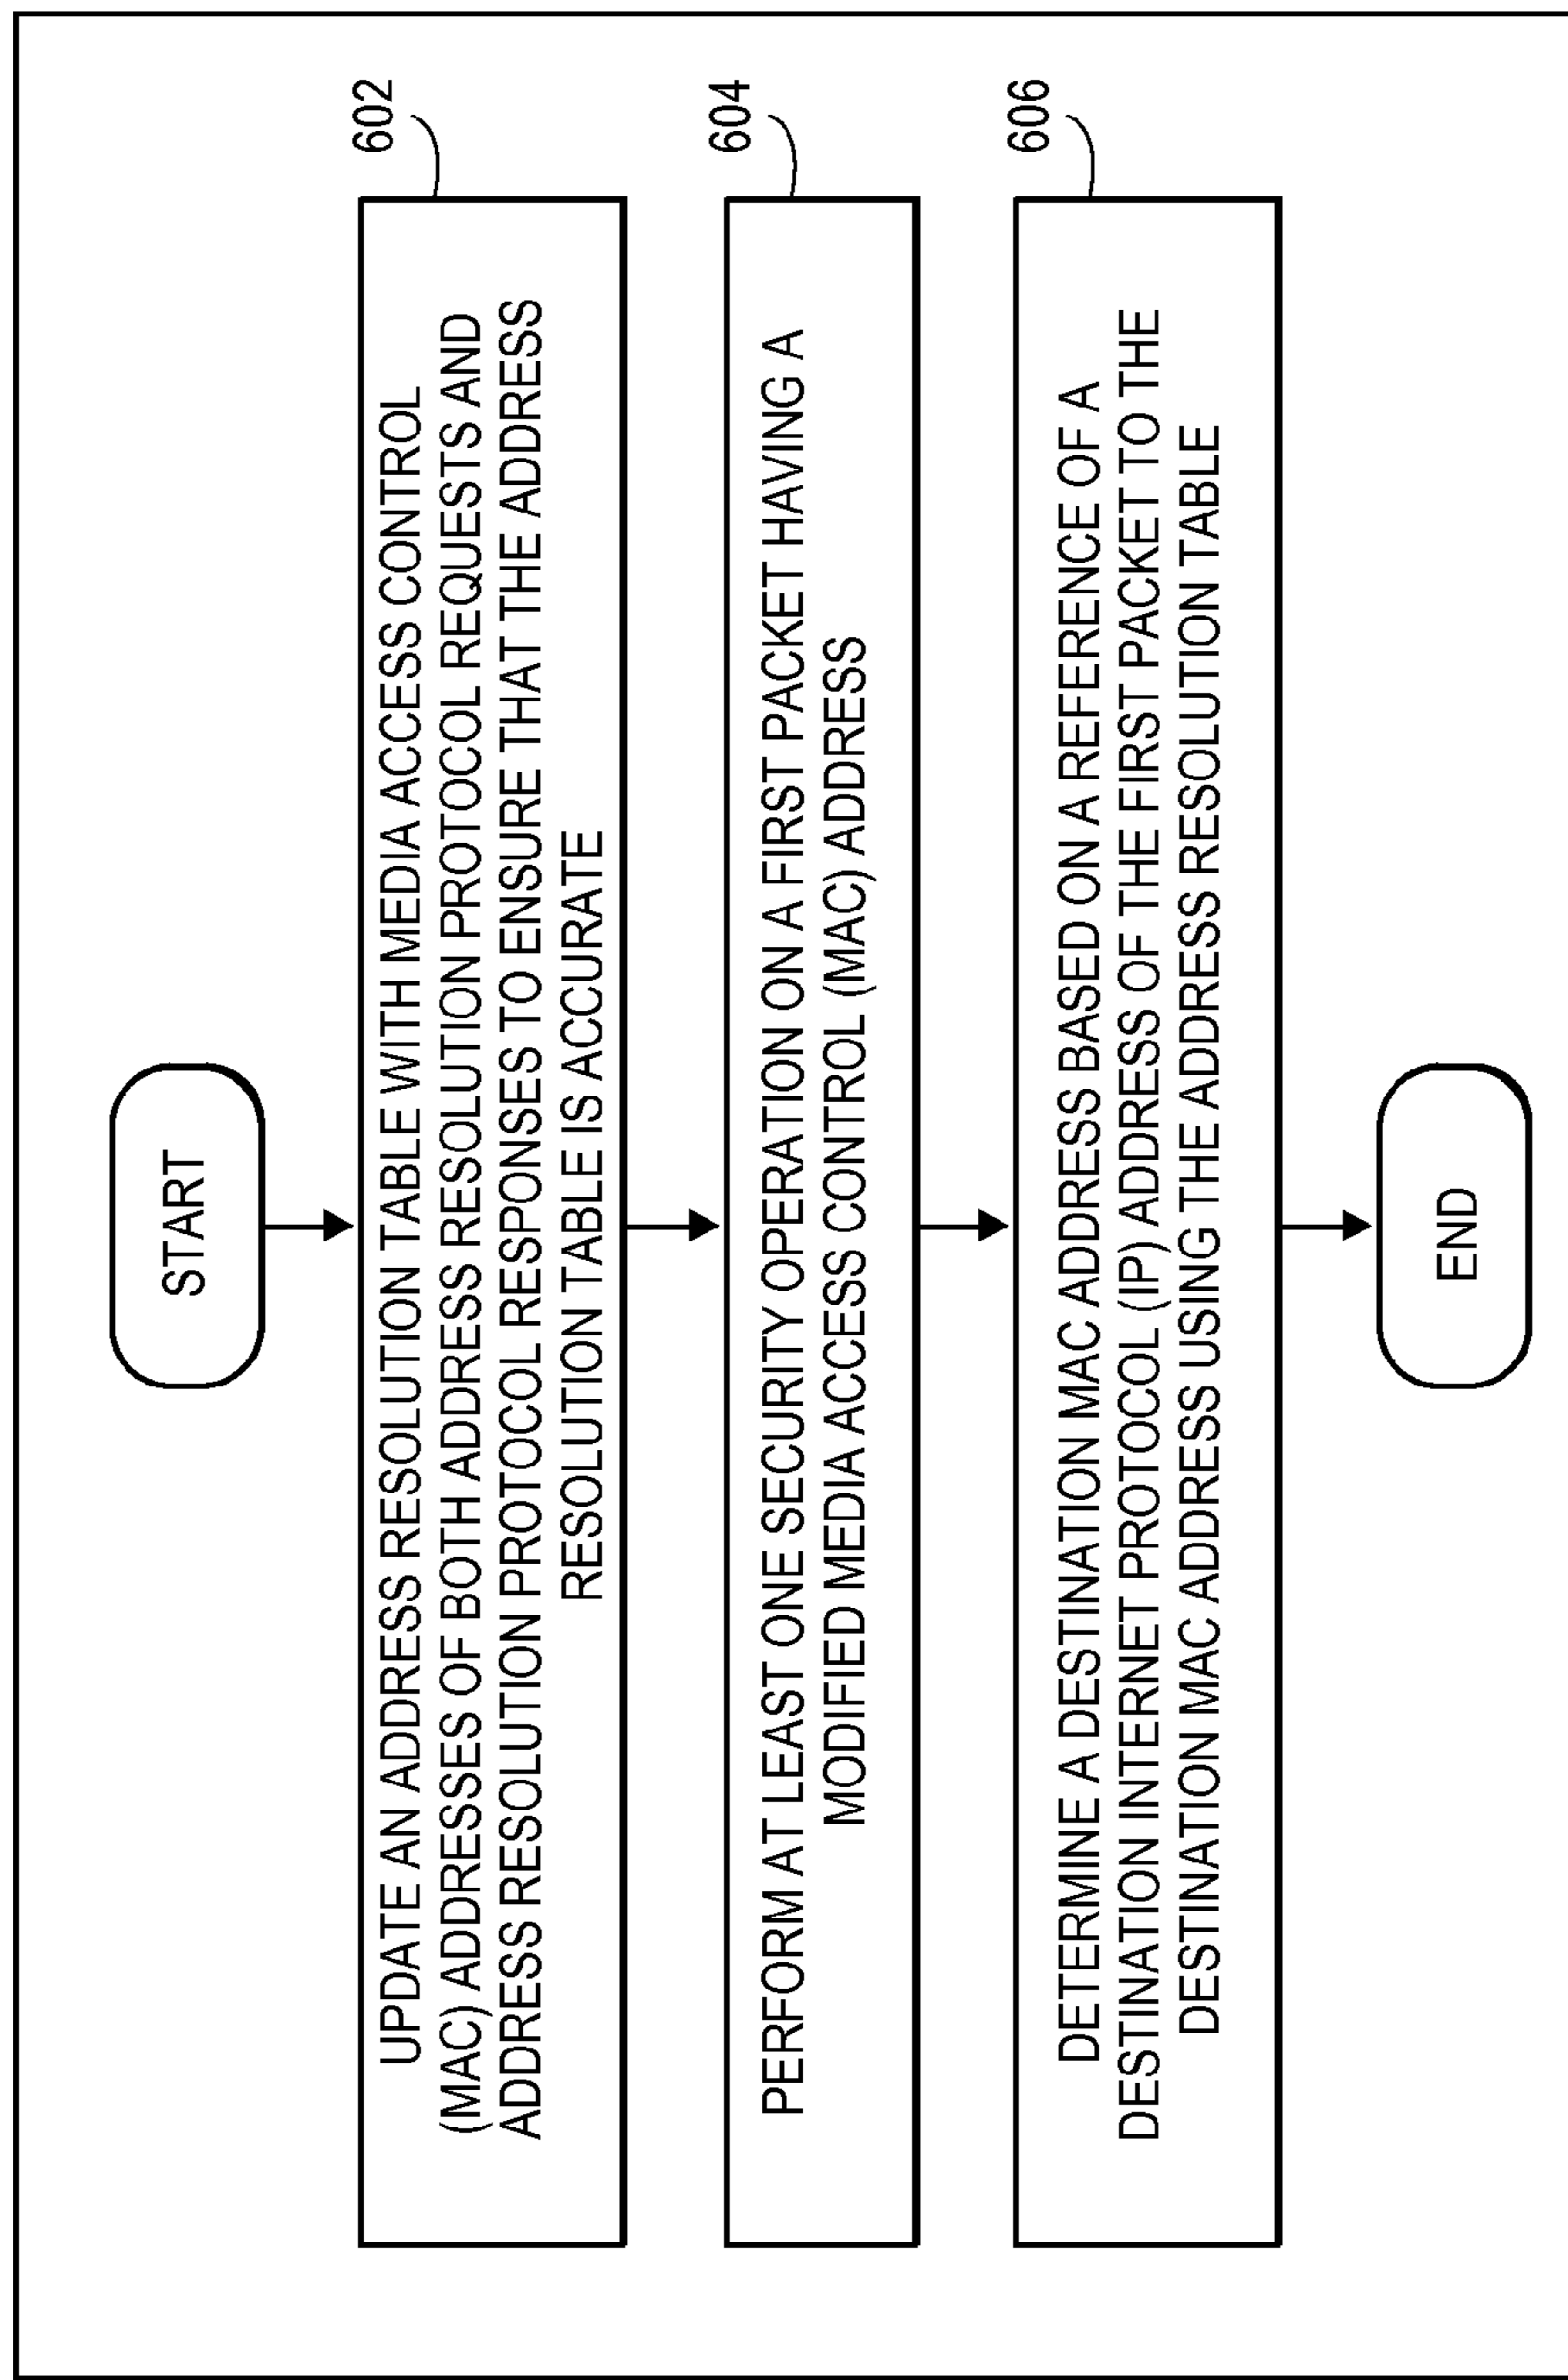 START
602
UPDATE AN ADDRESS RESOLUTION TABLE WITH MEDIA ACCESS CONTROL
(MAC) ADDRESSES OF BOTH ADDRESS RESOLUTION PROTOCOL REQUESTS AND
ADDRESS RESOLUTION PROTOCOL RESPONSES TO ENSURE THAT THE ADDRESS
RESOLUTION TABLE IS ACCURATE
604
PERFORM AT LEAST ONE SECURITY OPERATION ON A FIRST PACKET HAVING A
MODIFIED MEDIA ACCESS CONTROL (MAC) ADDRESS
606
DETERMINE A DESTINATION MAC ADDRESS BASED ON A REFERENCE OF A
DESTINATION INTERNET PROTOCOL (IP) ADDRESS OF THE FIRST PACKET TO THE
DESTINATION MAC ADDRESS USING THE ADDRESS RESOLUTION TABLE
END